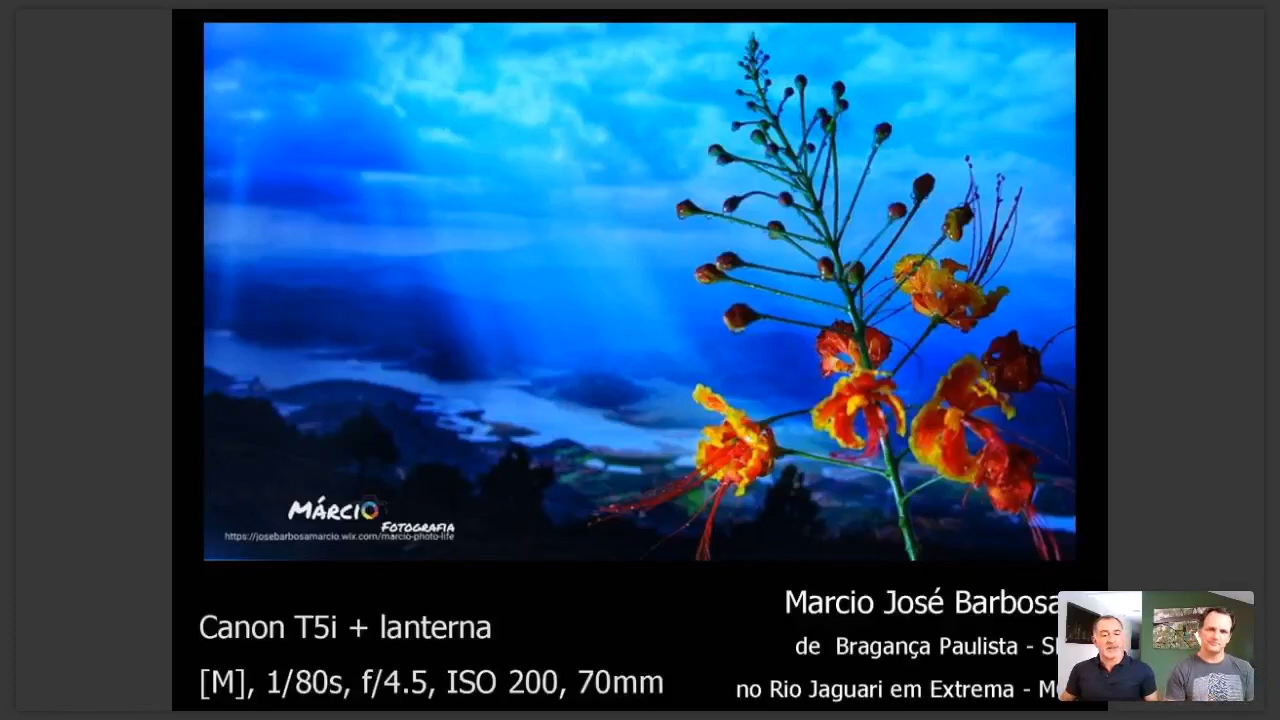 MÁRCIO
FOTOGRAFIA
https://josebarbosamarcio.wix.com/marcio-photo-life
Canon T5i + lanterna
[M], 1/80s, f/4.5, ISO 200, 70mm
Marcio José Barbosa
de Bragança Paulista -
no Rio Jaguari em Extrema -